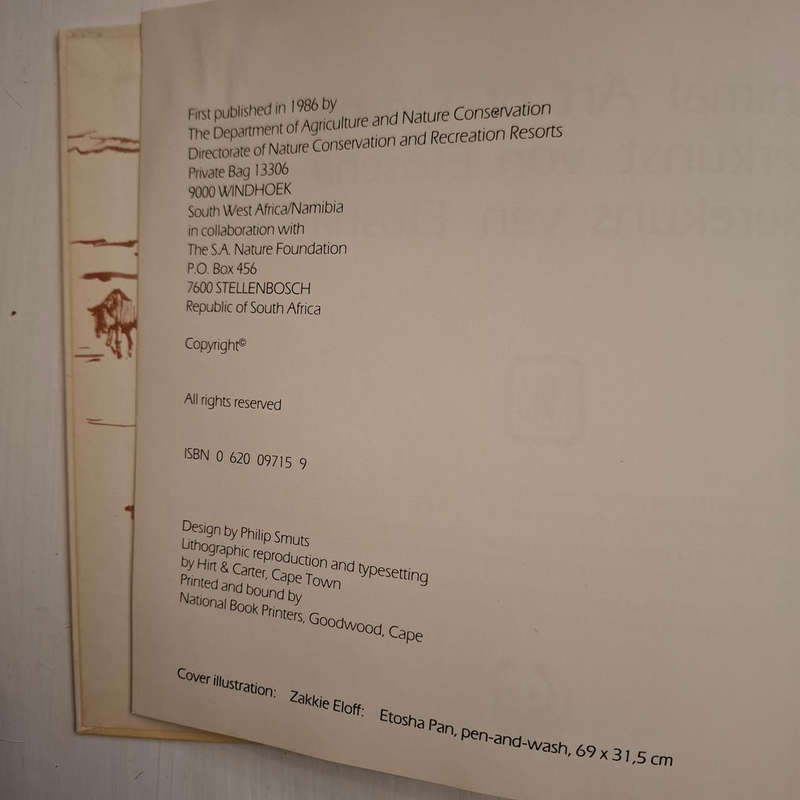 First published in 1986 by
The Department of Agriculture and Nature Conservation
Directorate of Nature Conservation and Recreation Resorts
Private Bag 13306
9000 WINDHOEK
South West Africa/Namibia
in collaboration with
The S.A. Nature Foundation
P.O. Box 456
7600 STELLENBOSCH
Republic of South Africa
Copyright©
All rights reserved
ISBN 0 620 09715 9
Design by Philip Smuts
Lithographic reproduction and typesetting
by Hirt & Carter, Cape Town
Printed and bound by
National Book Printers, Goodwood, Cape
Cover illustration: Zakkie Eloff: Etosha Pan, pen-and-wash, 69 x 31,5 cm